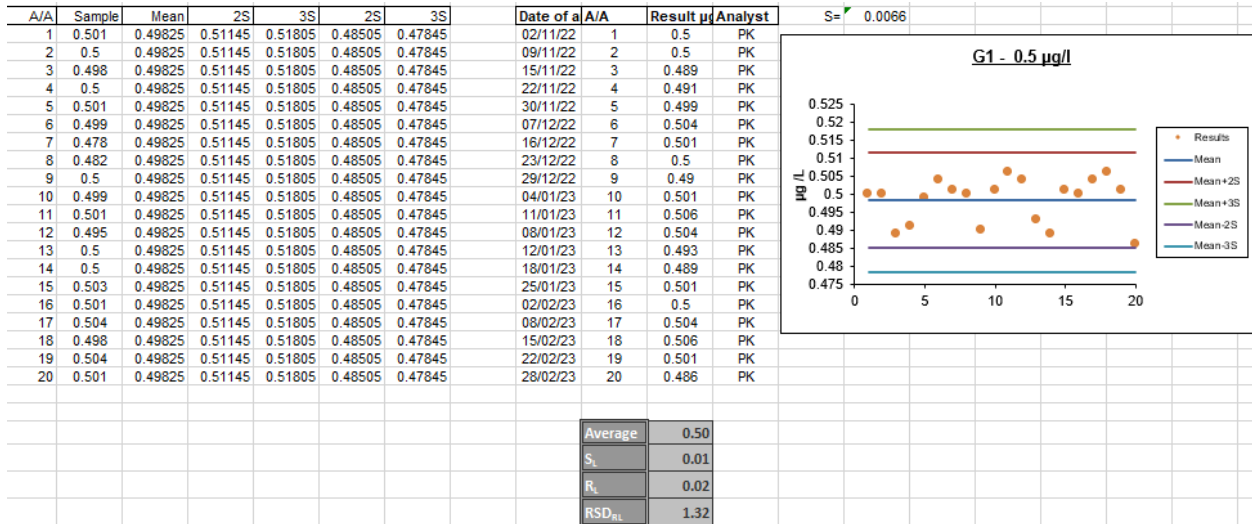 A/A Sample Mean 2S 3S 2S 3S Date of a A/A Result µg Analyst S= 0.0066
1 0.501 0.49825 0.51145 0.51805 0.48505 0.47845 02/11/22 1 0.5 PK
2 0.5 0.49825 0.51145 0.51805 0.48505 0.47845 09/11/22 2 0.5 PK
3 0.498 0.49825 0.51145 0.51805 0.48505 0.47845 15/11/22 3 0.489 PK
4 0.5 0.49825 0.51145 0.51805 0.48505 0.47845 22/11/22 4 0.491 PK
5 0.501 0.49825 0.51145 0.51805 0.48505 0.47845 30/11/22 5 0.499 PK
6 0.499 0.49825 0.51145 0.51805 0.48505 0.47845 07/12/22 6 0.504 PK
7 0.478 0.49825 0.51145 0.51805 0.48505 0.47845 16/12/22 7 0.501 PK
8 0.482 0.49825 0.51145 0.51805 0.48505 0.47845 23/12/22 8 0.5 PK
9 0.5 0.49825 0.51145 0.51805 0.48505 0.47845 29/12/22 9 0.49 PK
10 0.499 0.49825 0.51145 0.51805 0.48505 0.47845 04/01/23 10 0.501 PK
11 0.501 0.49825 0.51145 0.51805 0.48505 0.47845 11/01/23 11 0.506 PK
12 0.495 0.49825 0.51145 0.51805 0.48505 0.47845 08/01/23 12 0.504 PK
13 0.5 0.49825 0.51145 0.51805 0.48505 0.47845 12/01/23 13 0.493 PK
14 0.5 0.49825 0.51145 0.51805 0.48505 0.47845 18/01/23 14 0.489 PK
15 0.503 0.49825 0.51145 0.51805 0.48505 0.47845 25/01/23 15 0.501 PK
16 0.501 0.49825 0.51145 0.51805 0.48505 0.47845 02/02/23 16 0.5 PK
17 0.504 0.49825 0.51145 0.51805 0.48505 0.47845 08/02/23 17 0.504 PK
18 0.498 0.49825 0.51145 0.51805 0.48505 0.47845 15/02/23 18 0.506 PK
19 0.504 0.49825 0.51145 0.51805 0.48505 0.47845 22/02/23 19 0.501 PK
20 0.501 0.49825 0.51145 0.51805 0.48505 0.47845 28/02/23 20 0.486 PK
G1 - 0.5 µg/l
µg /L
0.525
0.52
0.515
0.51
0.505
0.5
0.495
0.49
0.485
0.48
0.475
0 5 10 15 20
Results
Mean
Mean+2S
Mean+3S
Mean-2S
Mean-3S
Average 0.50
SL 0.01
RL 0.02
RSDRL 1.32